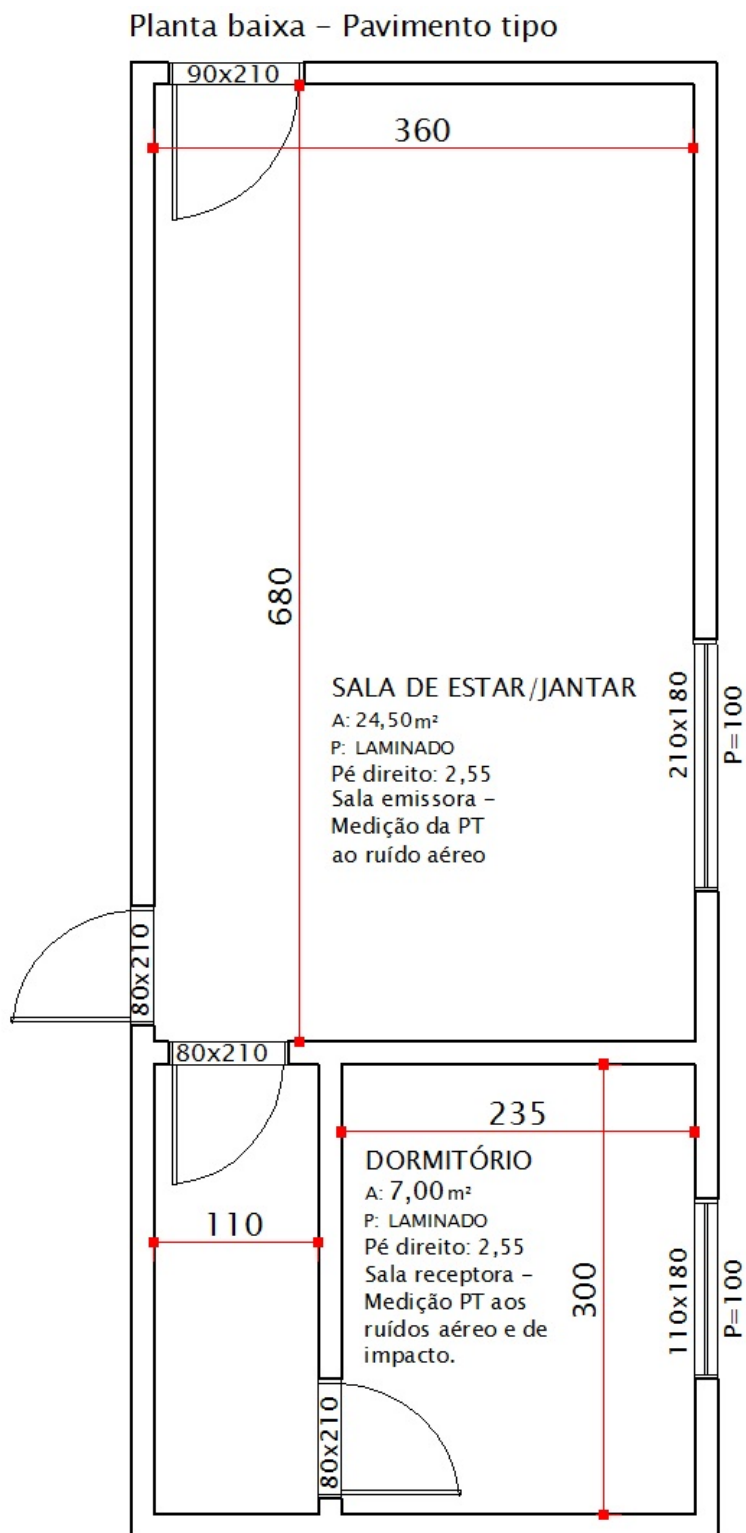 Planta baixa – Pavimento tipo
90x210
360
680
SALA DE ESTAR/JANTAR
A: 24,50m²
P: LAMINADO
Pé direito: 2,55
Sala emissora –
Medição da PT
ao ruído aéreo
210x180
P=100
80x210
80x210
235
DORMITÓRIO
A: 7,00m²
P: LAMINADO
Pé direito: 2,55
Sala receptora –
Medição PT aos
ruídos aéreo e de
impacto.
110
300
110x180
P=100
80x210